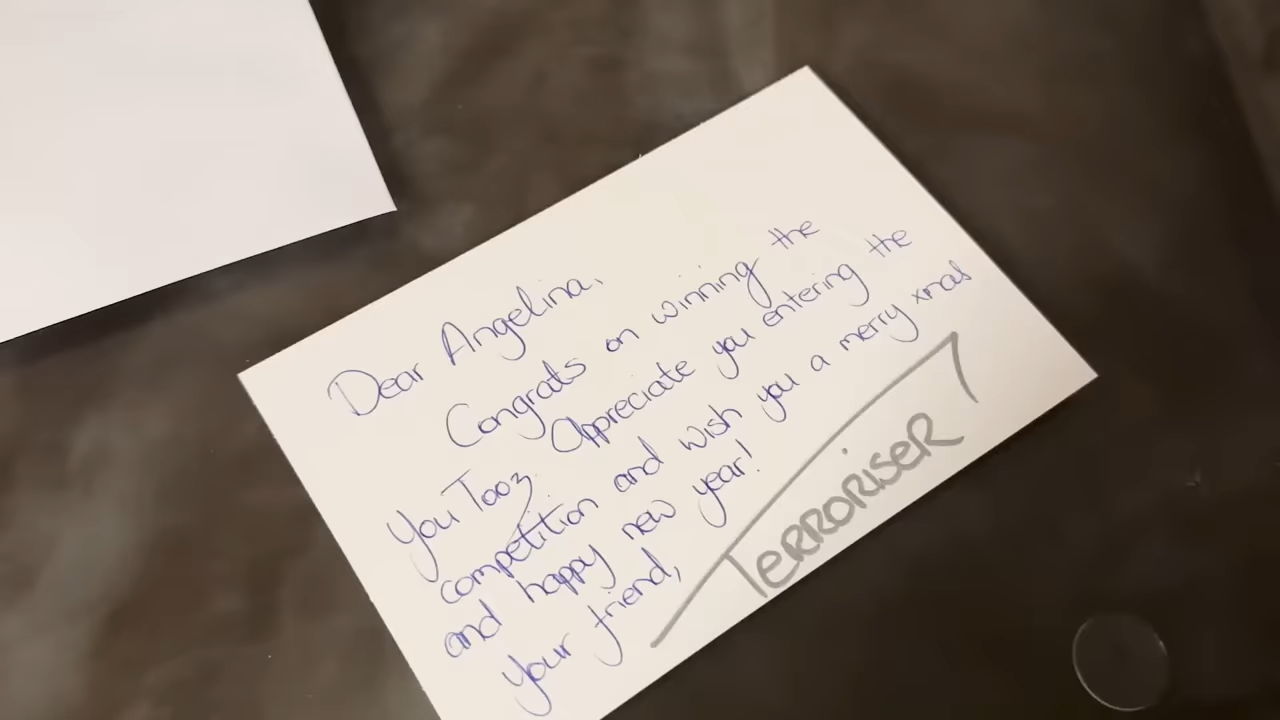 Dear Angelina,
Congrats on winning the
YouTooz. Appreciate you entering the
competition and wish you a merry xmas
and happy new year!
your friend,
TERRORISER